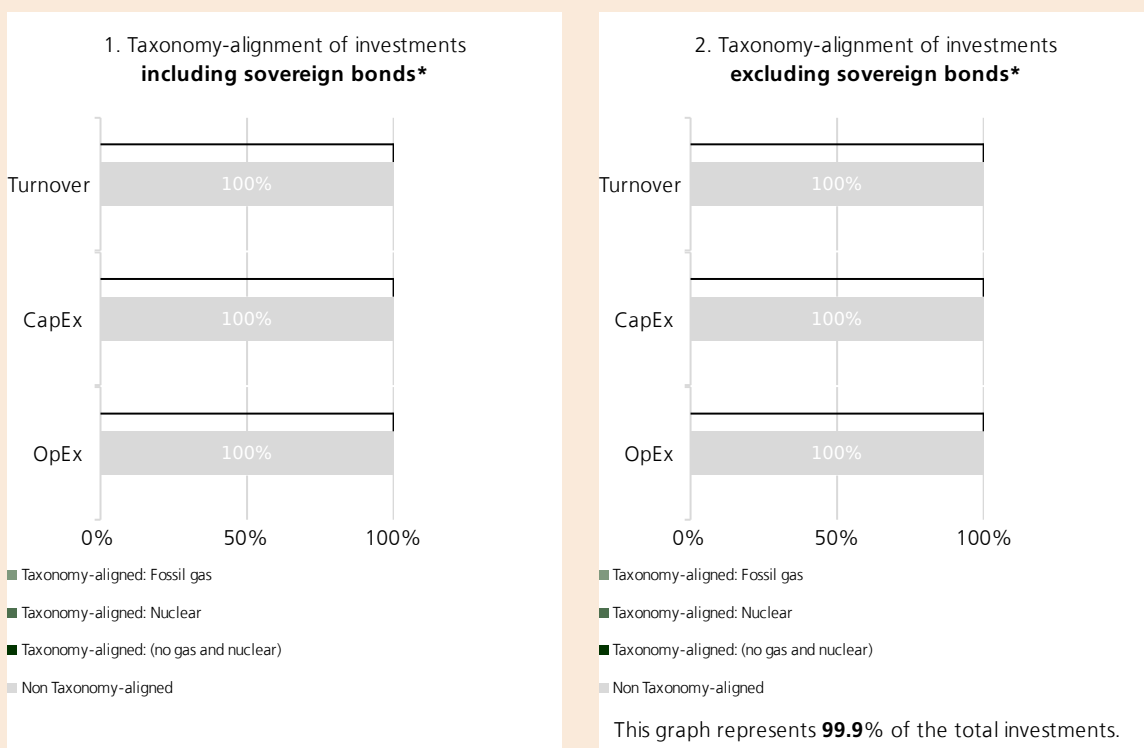 1. Taxonomy-alignment of investments
including sovereign bonds*
Turnover
100%
CapEx
100%
OpEx
100%
0% 50% 100%
Taxonomy-aligned: Fossil gas
Taxonomy-aligned: Nuclear
Taxonomy-aligned: (no gas and nuclear)
Non Taxonomy-aligned
2. Taxonomy-alignment of investments
excluding sovereign bonds*
Turnover
100%
CapEx
100%
OpEx
100%
0% 50% 100%
Taxonomy-aligned: Fossil gas
Taxonomy-aligned: Nuclear
Taxonomy-aligned: (no gas and nuclear)
Non Taxonomy-aligned
This graph represents 99.9% of the total investments.